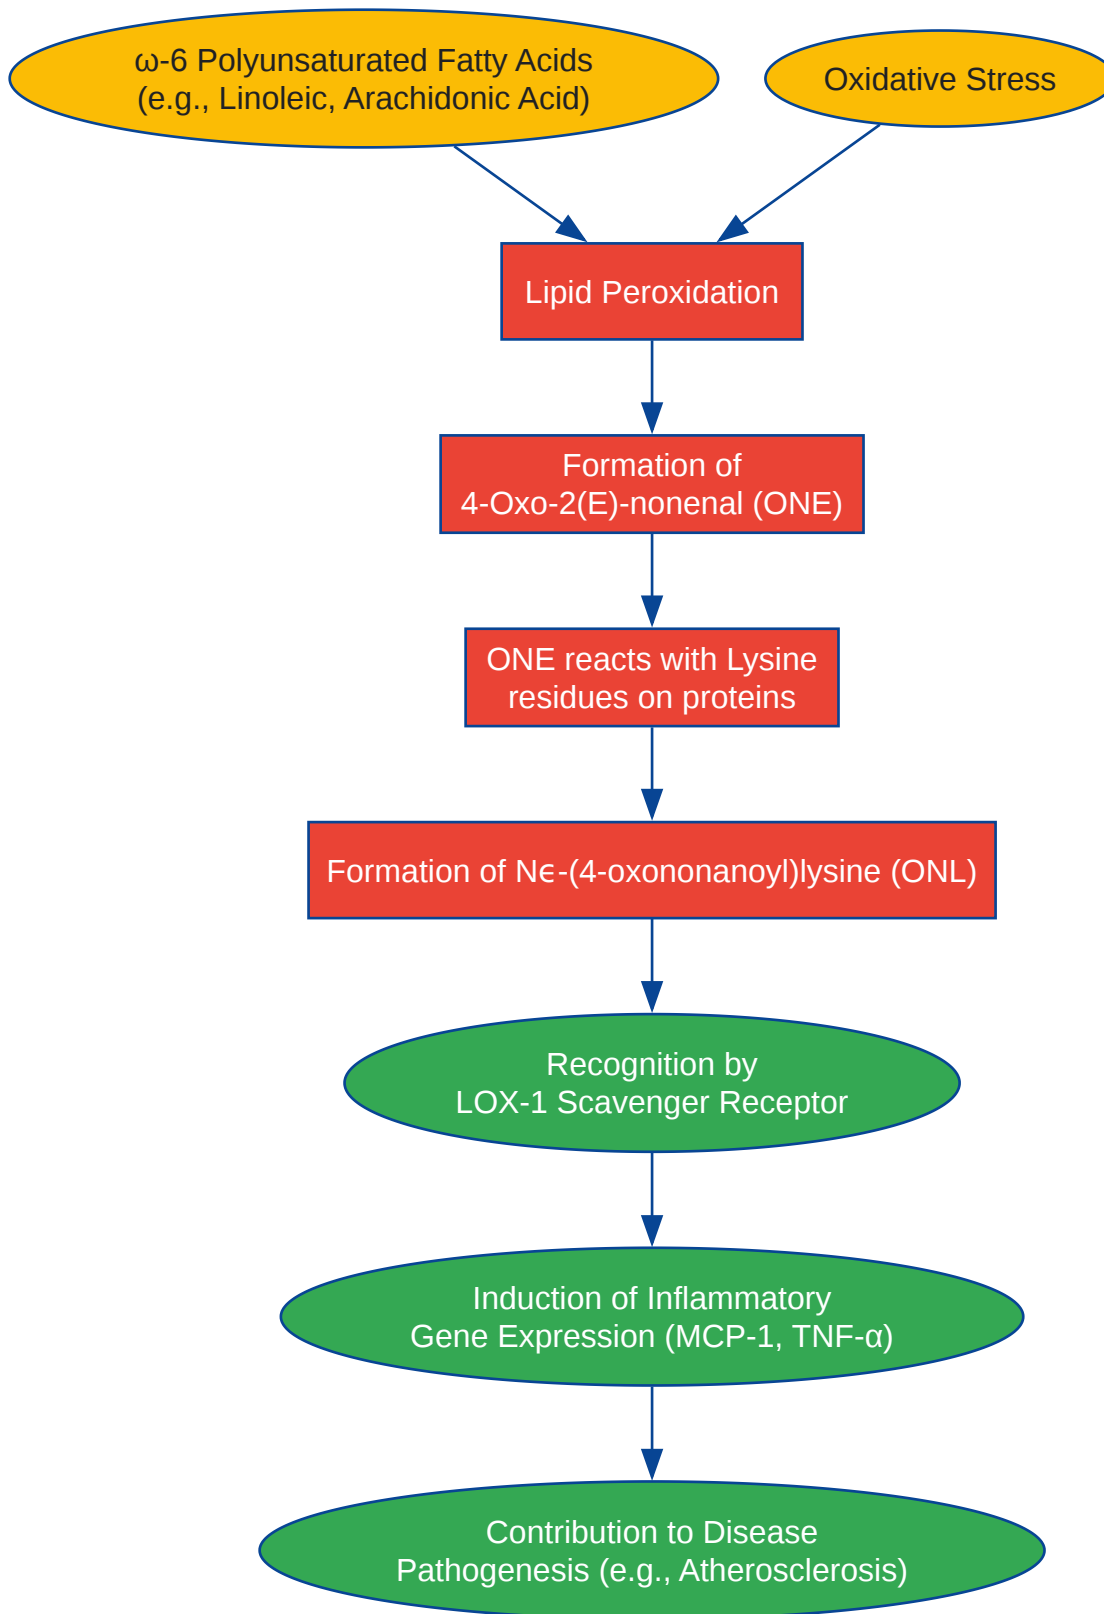 ω-6 Polyunsaturated Fatty Acids
(e.g., Linoleic, Arachidonic Acid)
Oxidative Stress
Lipid Peroxidation
Formation of
4-Oxo-2(E)-nonenal (ONE)
ONE reacts with Lysine
residues on proteins
Formation of Nϵ-(4-oxononanoyl)lysine (ONL)
Recognition by
LOX-1 Scavenger Receptor
Induction of Inflammatory
Gene Expression (MCP-1, TNF-α)
Contribution to Disease
Pathogenesis (e.g., Atherosclerosis)